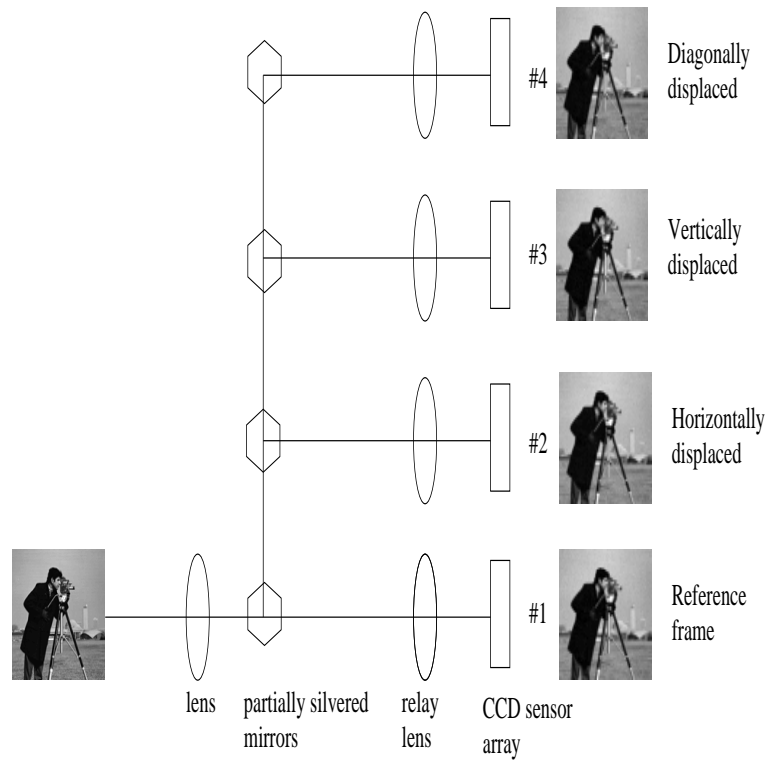 #4
Diagonally
displaced
#3
Vertically
displaced
#2
Horizontally
displaced
#1
Reference
frame
lens
partially silvered
mirrors
relay
lens
CCD sensor
array